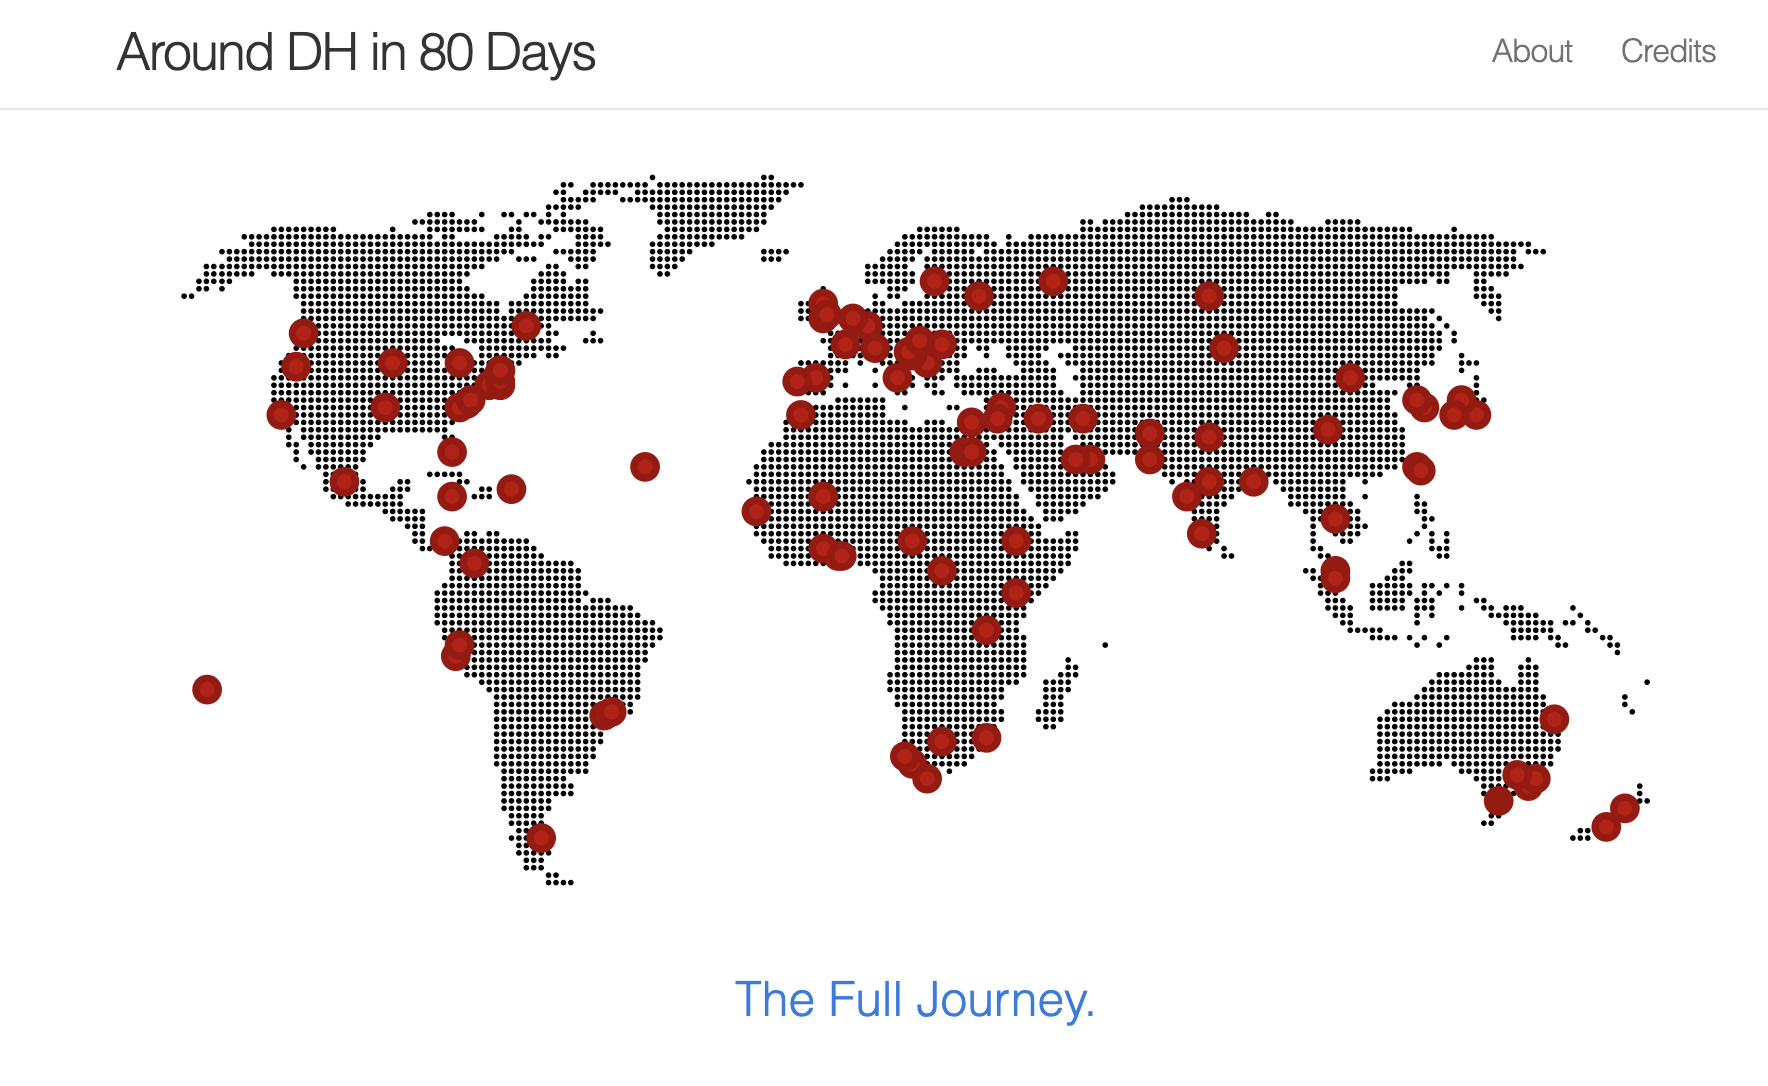 Around DH in 80 Days
About
Credits
The Full Journey.